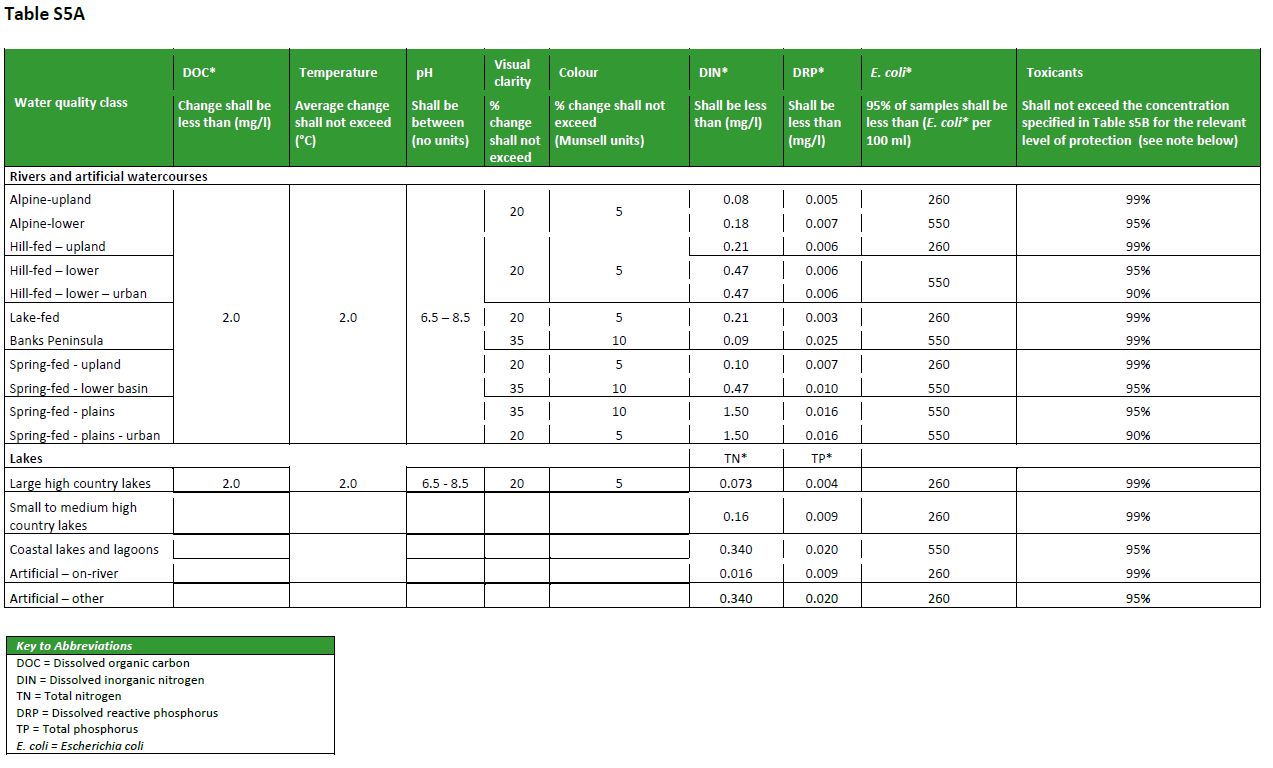 Table S5A
Water quality class
DOC*
Change shall be
less than (mg/l)
Temperature
Average change
shall not exceed
(°C)
pH
Shall be
between
(no units)
Visual
clarity
%
change
shall not
exceed
Colour
% change shall not
exceed
(Munsell units)
DIN*
Shall be less
than (mg/l)
DRP*
Shall be
less than
(mg/l)
E. coli*
95% of samples shall be
less than (E. coli* per
100 ml)
Toxicants
Shall not exceed the concentration
specified in Table s5B for the relevant
level of protection (see note below)
Rivers and artificial watercourses
Alpine-upland 0.08 0.005 260 99%
20 5
Alpine-lower 0.18 0.007 550 95%
Hill-fed – upland 0.21 0.006 260 99%
Hill-fed – lower 20 5 0.47 0.006 95%
550
Hill-fed – lower – urban 0.47 0.006 90%
Lake-fed 2.0 2.0 6.5 – 8.5 20 5 0.21 0.003 260 99%
Banks Peninsula 35 10 0.09 0.025 550 99%
Spring-fed - upland 20 5 0.10 0.007 260 99%
Spring-fed - lower basin 35 10 0.47 0.010 550 95%
Spring-fed - plains 35 10 1.50 0.016 550 95%
Spring-fed - plains - urban 20 5 1.50 0.016 550 90%
Lakes TN* TP*
Large high country lakes 2.0 2.0 6.5 - 8.5 20 5 0.073 0.004 260 99%
Small to medium high
country lakes 0.16 0.009 260 99%
Coastal lakes and lagoons 0.340 0.020 550 95%
Artificial – on-river 0.016 0.009 260 99%
Artificial – other 0.340 0.020 260 95%
Key to Abbreviations
DOC = Dissolved organic carbon
DIN = Dissolved inorganic nitrogen
TN = Total nitrogen
DRP = Dissolved reactive phosphorus
TP = Total phosphorus
E. coli = Escherichia coli